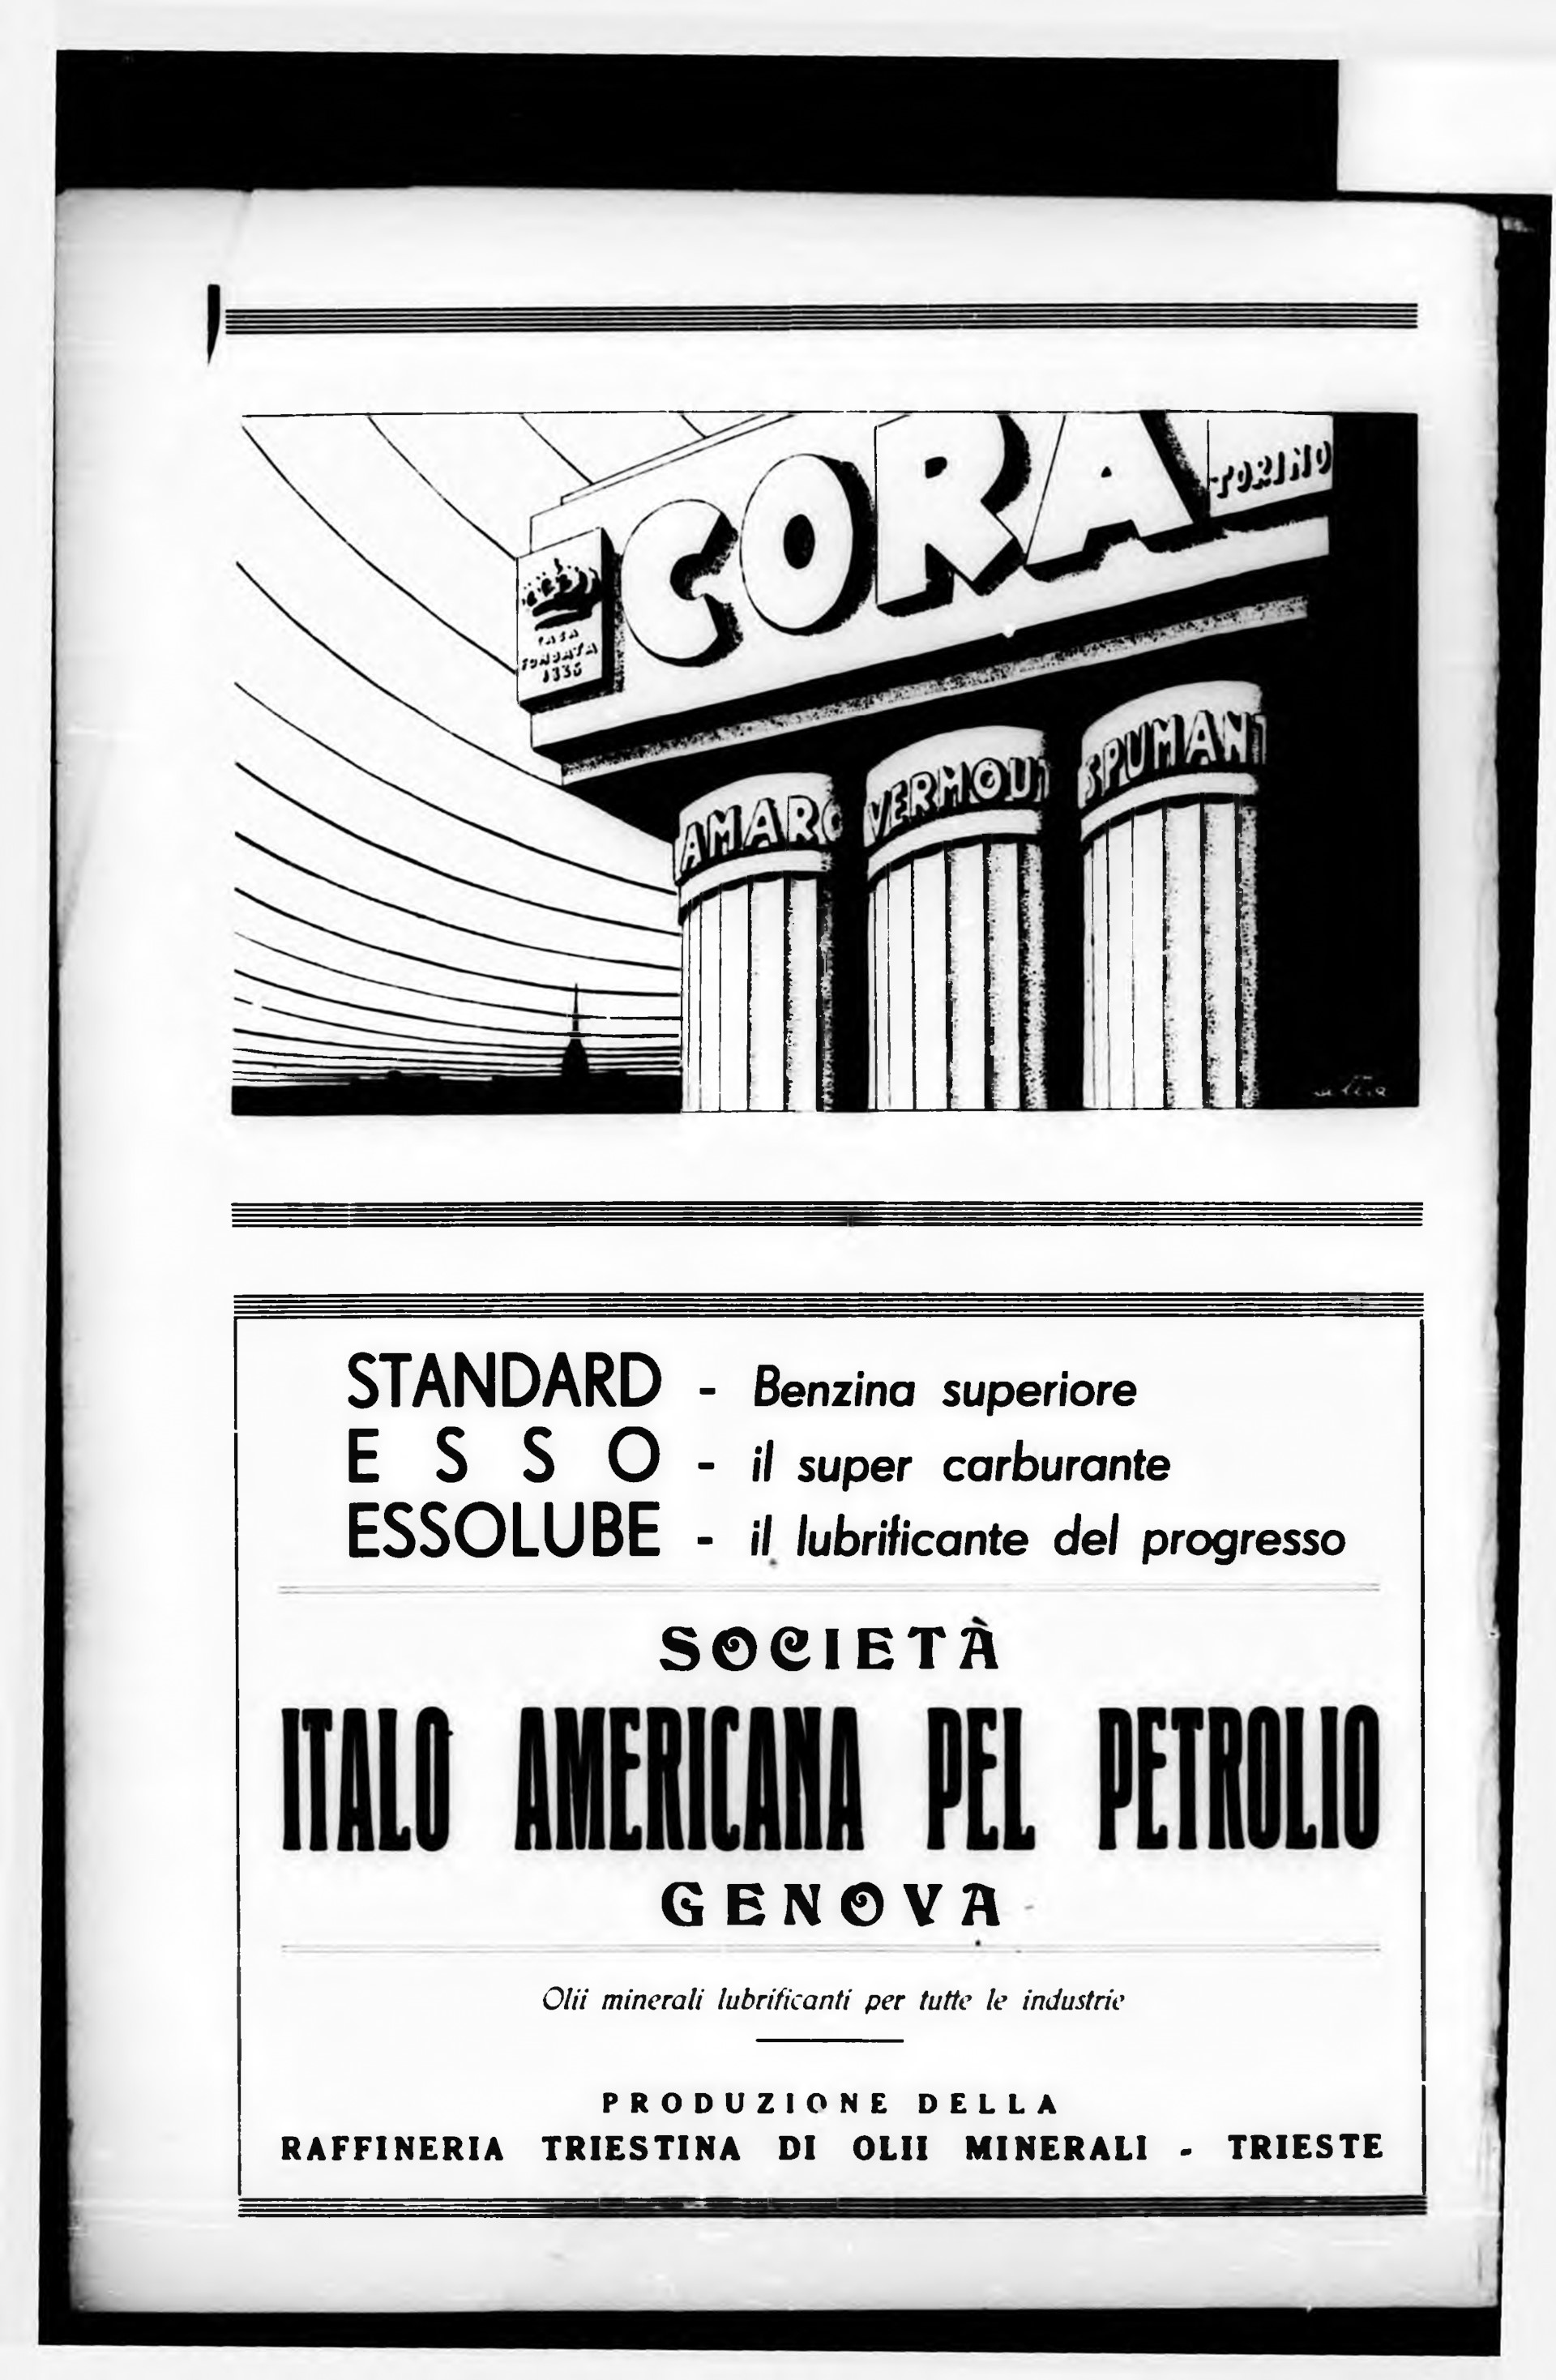 CORA
TORINO
CASA
FONDATA
1835
AMARO
VERMOUT
SPUMANT
STANDARD - Benzina superiore
ESSO - il super carburante
ESSOLUBE - il lubrificante del progresso
SOCIETÀ
ITALO AMERICANA PEL PETROLIO
GENOVA
Olii minerali lubrificanti per tutte le industrie
PRODUZIONE DELLA
RAFFINERIA TRIESTINA DI OLII MINERALI - TRIESTE